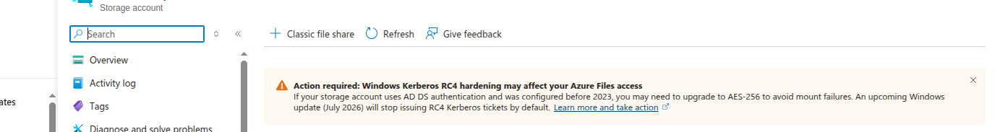 Storage account
Search
Classic file share
Refresh
Give feedback
Overview
Activity log
Tags
Diagnose and solve problems
ates
Action required: Windows Kerberos RC4 hardening may affect your Azure Files access
If your storage account uses AD DS authentication and was configured before 2023, you may need to upgrade to AES-256 to avoid mount failures. An upcoming Windows
update (July 2026) will stop issuing RC4 Kerberos tickets by default. Learn more and take action